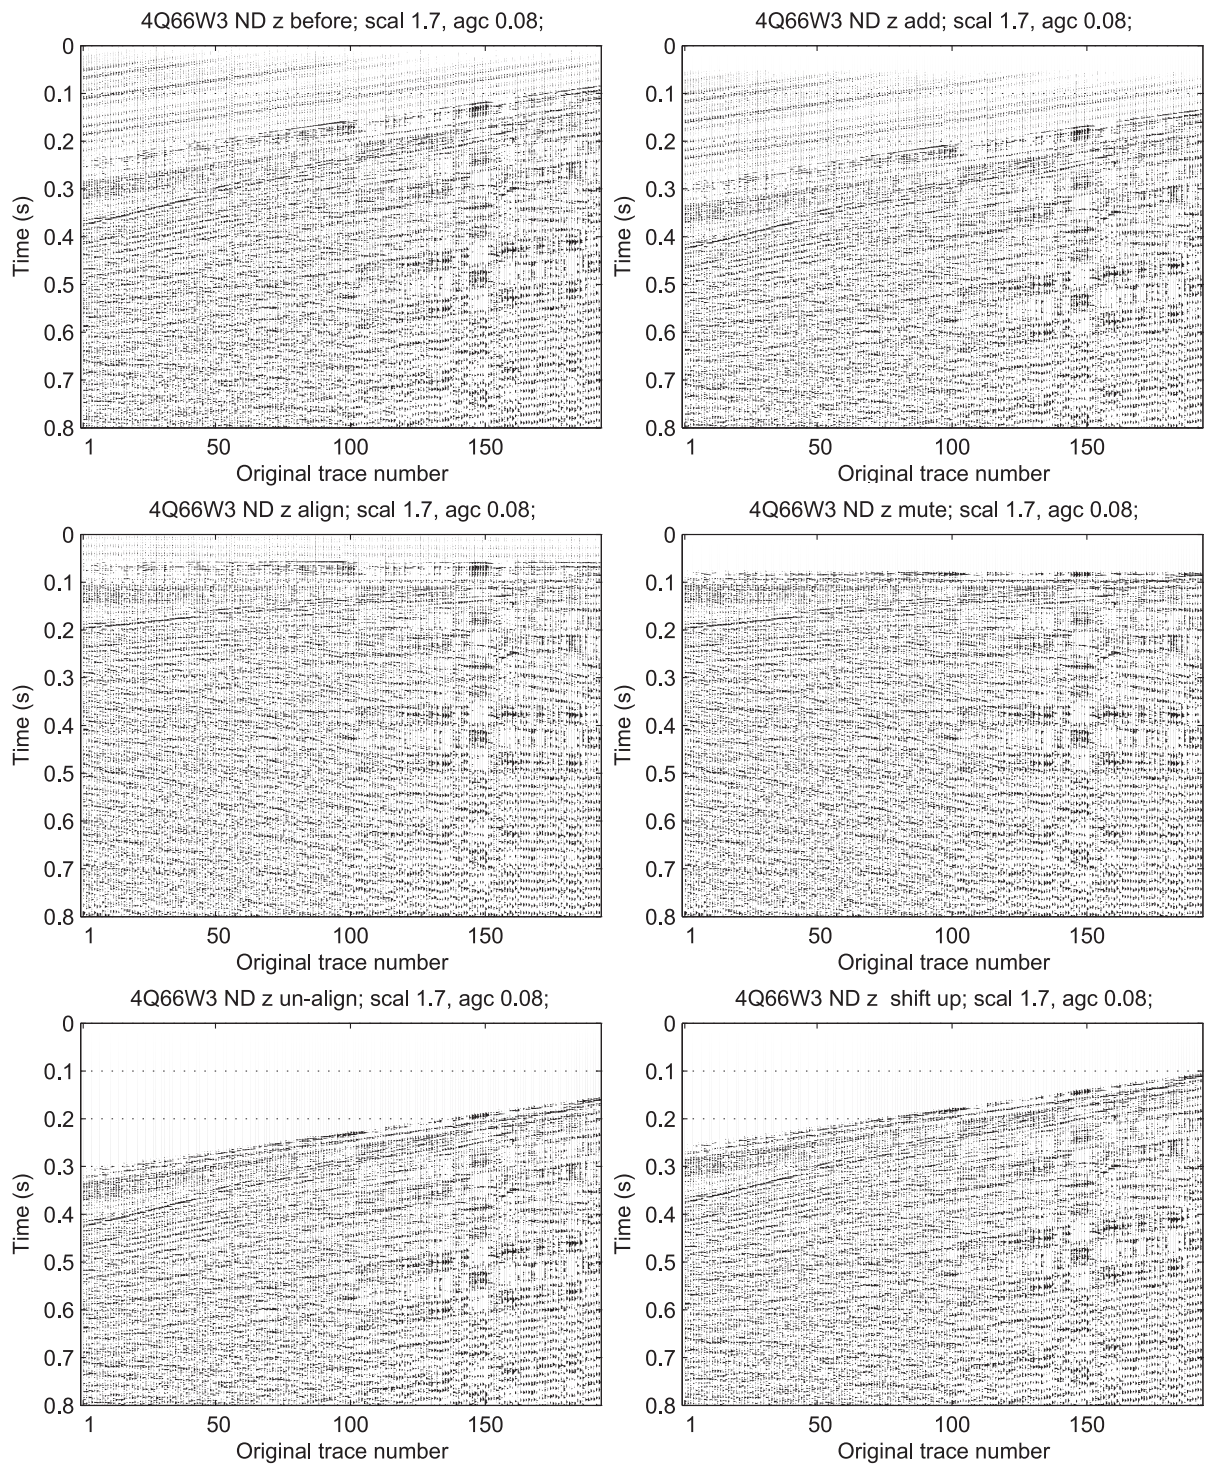 4Q66W3 ND z before; scal 1.7, agc 0.08;
0
0.1
0.2
0.3
0.4
0.5
0.6
0.7
0.8
Time (s)
1 50 100 150
Original trace number
4Q66W3 ND z add; scal 1.7, agc 0.08;
0
0.1
0.2
0.3
0.4
0.5
0.6
0.7
0.8
Time (s)
1 50 100 150
Original trace number
4Q66W3 ND z align; scal 1.7, agc 0.08;
0
0.1
0.2
0.3
0.4
0.5
0.6
0.7
0.8
Time (s)
1 50 100 150
Original trace number
4Q66W3 ND z mute; scal 1.7, agc 0.08;
0
0.1
0.2
0.3
0.4
0.5
0.6
0.7
0.8
Time (s)
1 50 100 150
Original trace number
4Q66W3 ND z un-align; scal 1.7, agc 0.08;
0
0.1
0.2
0.3
0.4
0.5
0.6
0.7
0.8
Time (s)
1 50 100 150
Original trace number
4Q66W3 ND z  shift up; scal 1.7, agc 0.08;
0
0.1
0.2
0.3
0.4
0.5
0.6
0.7
0.8
Time (s)
1 50 100 150
Original trace number